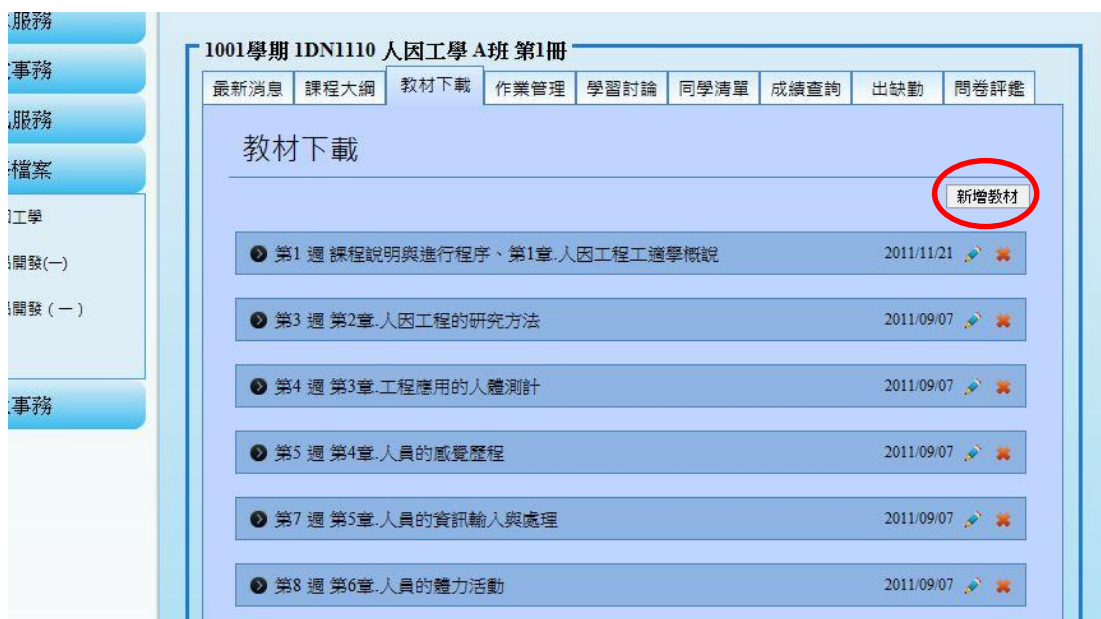 服務
事務
服務
檔案
工學
開發(一)
開發 ( 一 )
事務
1001學期 1DN1110 人因工學 A班 第1冊
最新消息 課程大綱 教材下載 作業管理 學習討論 同學清單 成績查詢 出缺勤 問卷評鑑
教材下載
新增教材
第1 週 課程說明與進行程序、第1章.人因工程工適學概說 2011/11/21
第3 週 第2章.人因工程的研究方法 2011/09/07
第4 週 第3章.工程應用的人體測計 2011/09/07
第5 週 第4章.人員的感覺歷程 2011/09/07
第7 週 第5章.人員的資訊輸入與處理 2011/09/07
第8 週 第6章.人員的體力活動 2011/09/07